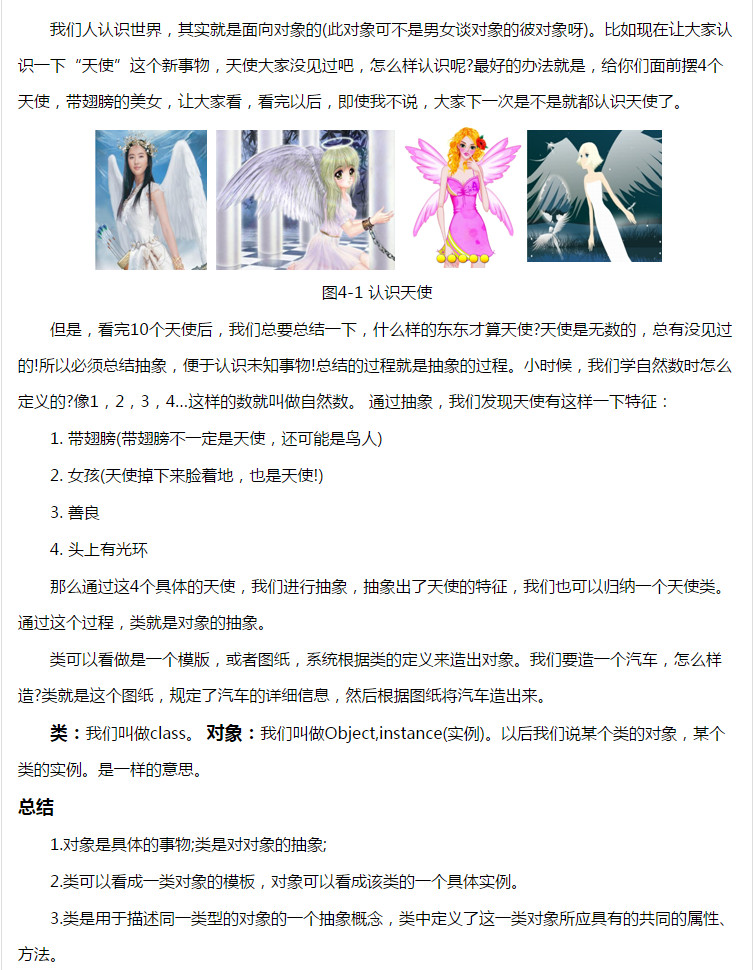 我们人认识世界，其实就是面向对象的(此对象可不是男女谈对象的彼对象呀)。比如现在让大家认
识一下“天使”这个新事物，天使大家没见过吧，怎么样认识呢?最好的办法就是，给你们面前摆4个
天使，带翅膀的美女，让大家看，看完以后，即使我不说，大家下一次是不是就都认识天使了。
图4-1 认识天使
但是，看完10个天使后，我们总要总结一下，什么样的东东才算天使?天使是无数的，总有没见过
的!所以必须总结抽象，便于认识未知事物!总结的过程就是抽象的过程。小时候，我们学自然数时怎么
定义的?像1，2，3，4...这样的数就叫做自然数。 通过抽象，我们发现天使有这样一下特征：
1. 带翅膀(带翅膀不一定是天使，还可能是鸟人)
2. 女孩(天使掉下来脸着地，也是天使!)
3. 善良
4. 头上有光环
那么通过这4个具体的天使，我们进行抽象，抽象出了天使的特征，我们也可以归纳一个天使类。
通过这个过程，类就是对象的抽象。
类可以看做是一个模版，或者图纸，系统根据类的定义来造出对象。我们要造一个汽车，怎么样
造?类就是这个图纸，规定了汽车的详细信息，然后根据图纸将汽车造出来。
类：我们叫做class。 对象：我们叫做Object,instance(实例)。以后我们说某个类的对象，某个
类的实例。是一样的意思。
总结
1.对象是具体的事物;类是对对象的抽象;
2.类可以看成一类对象的模板，对象可以看成该类的一个具体实例。
3.类是用于描述同一类型的对象的一个抽象概念，类中定义了这一类对象所应具有的共同的属性、
方法。